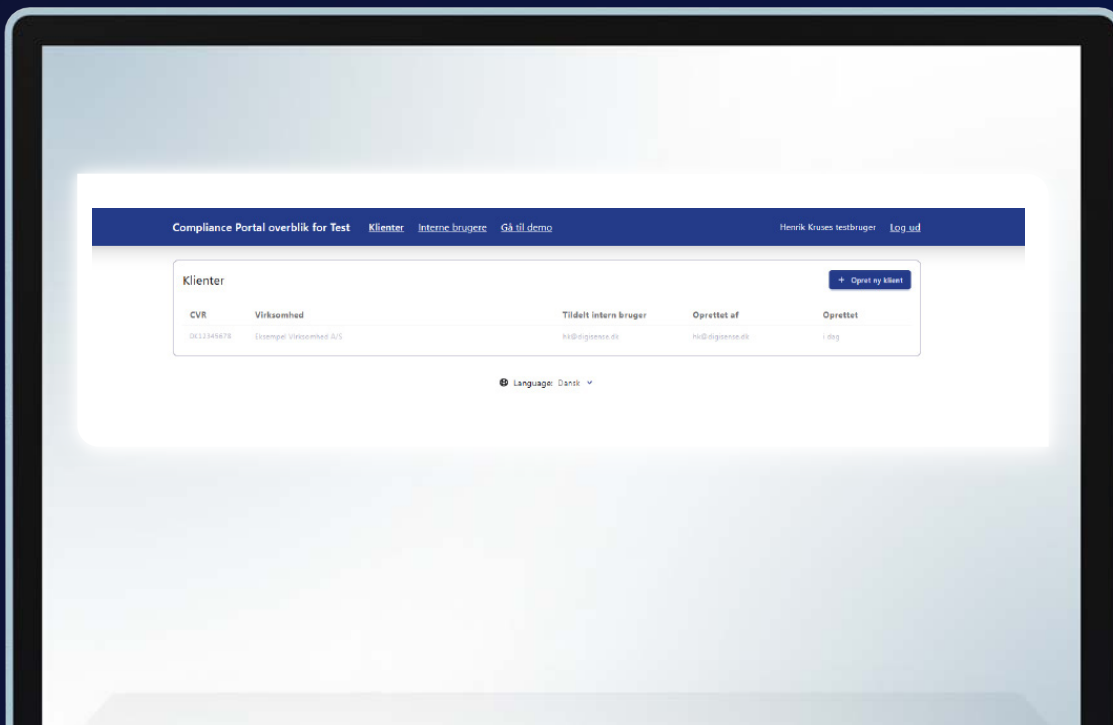 Compliance Portal overblik for Test Klienter Interne brugere Gå til demo Henrik Kruses testbruger Log ud
Klienter + Opret ny klient
CVR Virksomhed Tildelt intern bruger Oprettet af Oprettet
DK12345678 Eksempel Virksomhed A/S hk@digisense.dk hk@digisense.dk i dag
Language: Dansk